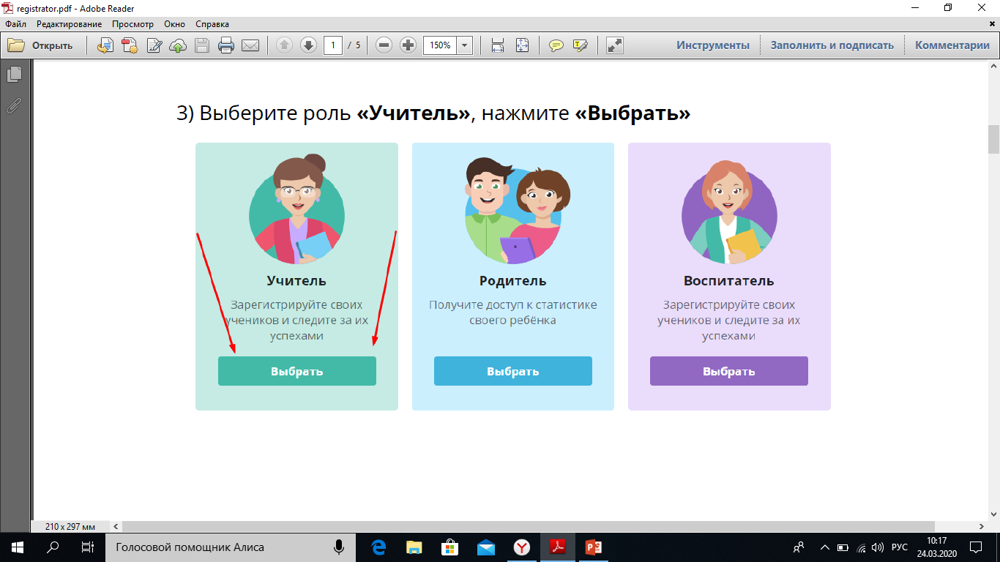 registrator.pdf - Adobe Reader
Файл Редактирование Просмотр Окно Справка
Открыть 1 / 5 150% Инструменты Заполнить и подписать Комментарии
3) Выберите роль «Учитель», нажмите «Выбрать»
Учитель
Зарегистрируйте своих
учеников и следите за их
успехами
Выбрать
Родитель
Получите доступ к статистике
своего ребёнка
Выбрать
Воспитатель
Зарегистрируйте своих
учеников и следите за их
успехами
Выбрать
210 x 297 мм
Голосовой помощник Алиса
РУС
10:17
24.03.2020